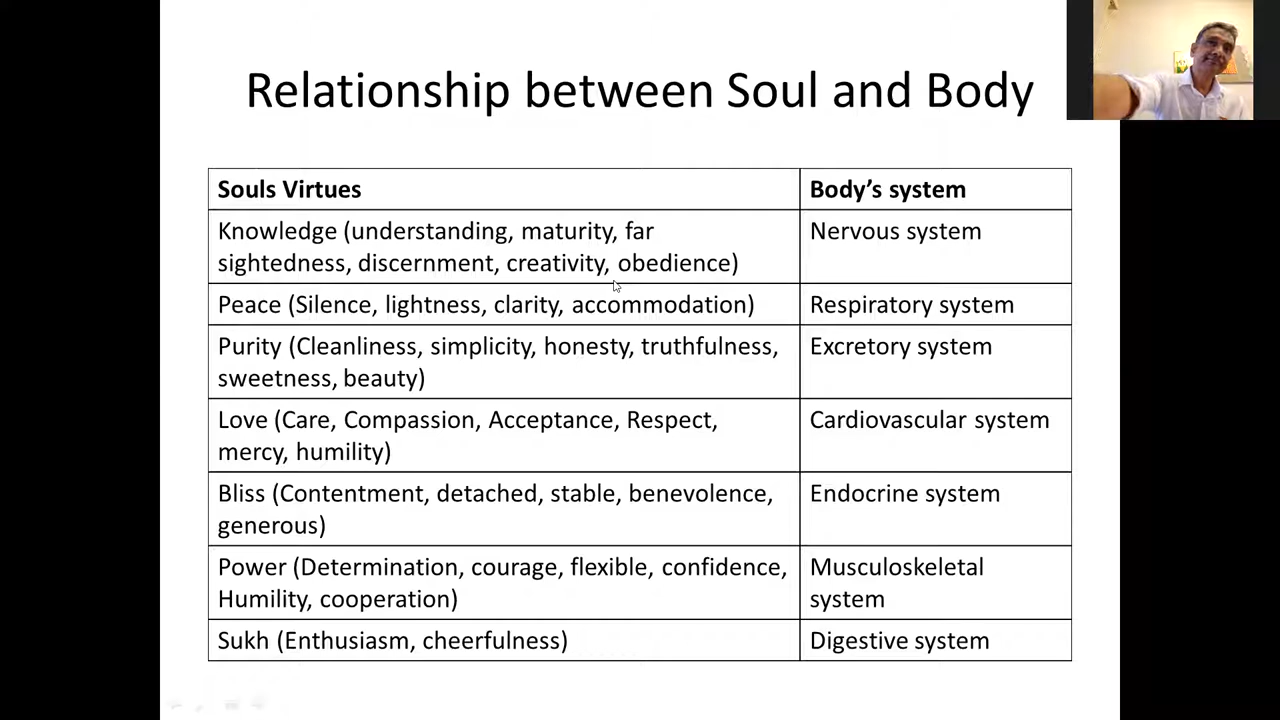 Relationship between Soul and Body
Souls Virtues
Body’s system
Knowledge (understanding, maturity, far
sightedness, discernment, creativity, obedience)
Nervous system
Peace (Silence, lightness, clarity, accommodation)
Respiratory system
Purity (Cleanliness, simplicity, honesty, truthfulness,
sweetness, beauty)
Excretory system
Love (Care, Compassion, Acceptance, Respect,
mercy, humility)
Cardiovascular system
Bliss (Contentment, detached, stable, benevolence,
generous)
Endocrine system
Power (Determination, courage, flexible, confidence,
Humility, cooperation)
Musculoskeletal
system
Sukh (Enthusiasm, cheerfulness)
Digestive system